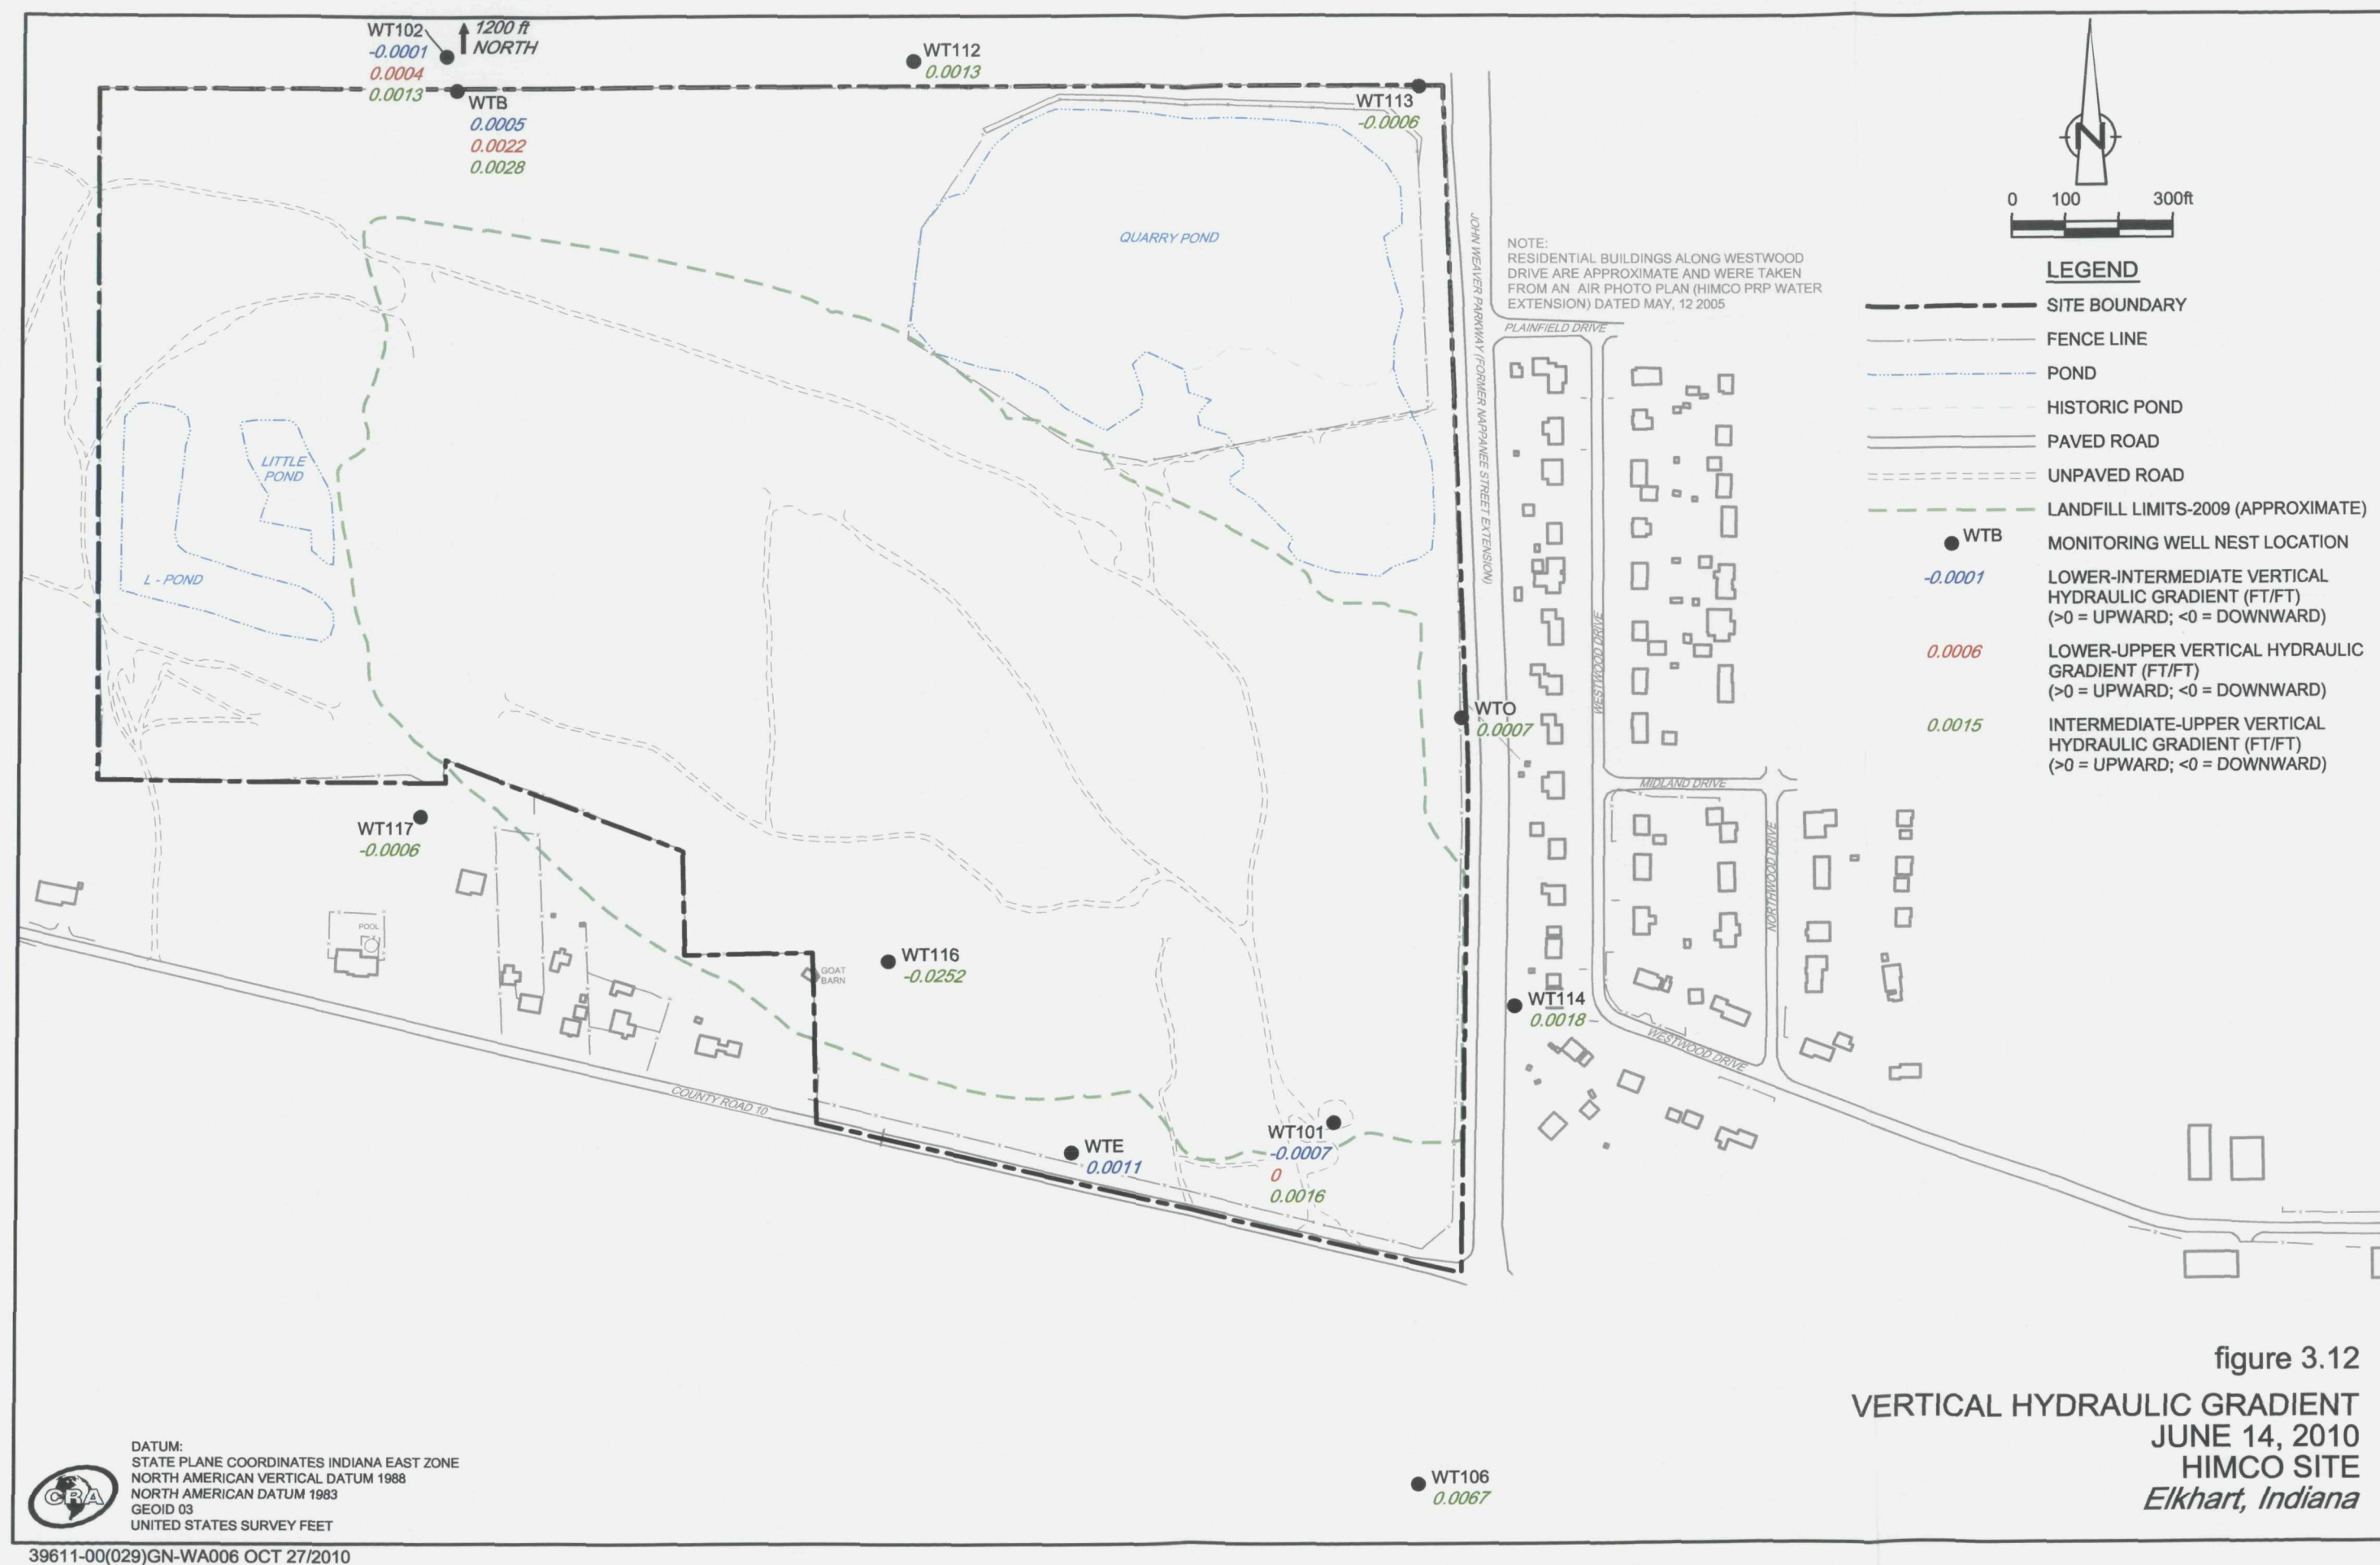 WT102
1200 ft
NORTH
-0.0001
0.0004
0.0013
WTB
0.0005
0.0022
0.0028
WT112
0.0013
WT113
-0.0006
QUARRY POND
JOHN WEAVER PARKWAY (FORMER NAPPANEE STREET EXTENSION)
NOTE:
RESIDENTIAL BUILDINGS ALONG WESTWOOD
DRIVE ARE APPROXIMATE AND WERE TAKEN
FROM AN AIR PHOTO PLAN (HIMCO PRP WATER
EXTENSION) DATED MAY, 12 2005
PLAINFIELD DRIVE
N
0 100 300ft
LEGEND
SITE BOUNDARY
FENCE LINE
POND
HISTORIC POND
PAVED ROAD
UNPAVED ROAD
LANDFILL LIMITS-2009 (APPROXIMATE)
WTB
MONITORING WELL NEST LOCATION
-0.0001
LOWER-INTERMEDIATE VERTICAL
HYDRAULIC GRADIENT (FT/FT)
(>0 = UPWARD; <0 = DOWNWARD)
0.0006
LOWER-UPPER VERTICAL HYDRAULIC
GRADIENT (FT/FT)
(>0 = UPWARD; <0 = DOWNWARD)
0.0015
INTERMEDIATE-UPPER VERTICAL
HYDRAULIC GRADIENT (FT/FT)
(>0 = UPWARD; <0 = DOWNWARD)
LITTLE
POND
L - POND
WESTWOOD DRIVE
WTO
0.0007
MIDLAND DRIVE
NORTHWOOD DRIVE
WT117
-0.0006
POOL
WT116
-0.0252
GOAT
BARN
WT114
0.0018
WESTWOOD DRIVE
COUNTY ROAD 10
WTE
0.0011
WT101
-0.0007
0
0.0016
WT106
0.0067
figure 3.12
VERTICAL HYDRAULIC GRADIENT
JUNE 14, 2010
HIMCO SITE
Elkhart, Indiana
CRA
DATUM:
STATE PLANE COORDINATES INDIANA EAST ZONE
NORTH AMERICAN VERTICAL DATUM 1988
NORTH AMERICAN DATUM 1983
GEOID 03
UNITED STATES SURVEY FEET
39611-00(029)GN-WA006 OCT 27/2010